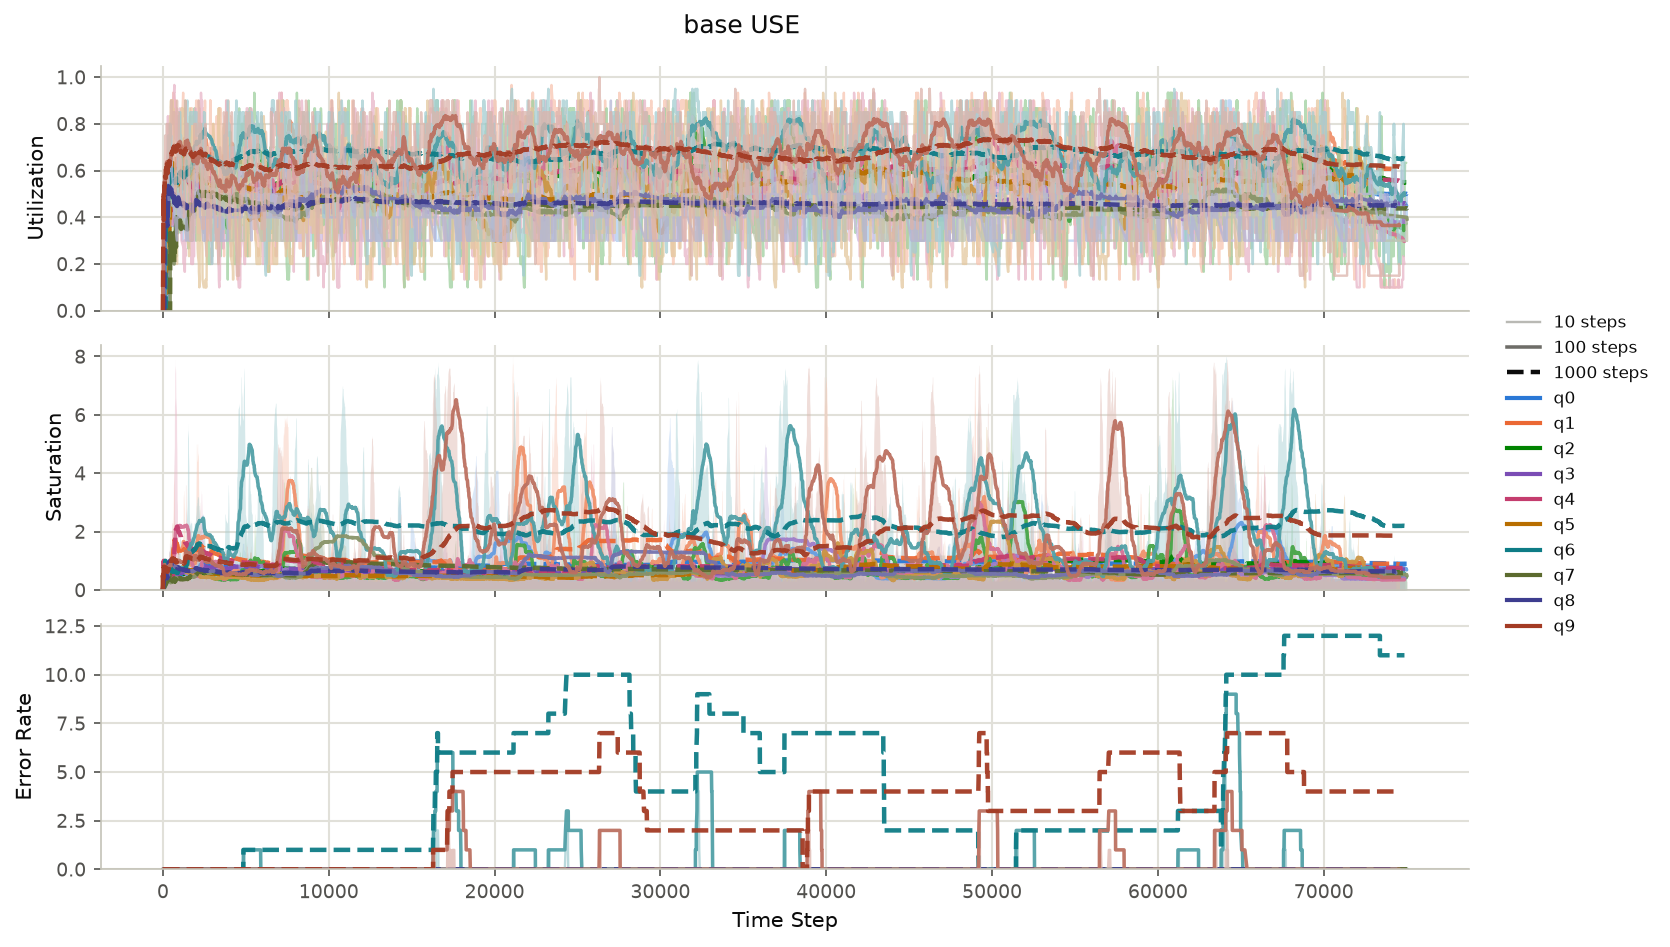 base USE
1.0
0.8
0.6
0.4
0.2
0.0
Utilization
8
6
4
2
0
Saturation
12.5
10.0
7.5
5.0
2.5
0.0
Error Rate
0 10000 20000 30000 40000 50000 60000 70000
Time Step
10 steps
100 steps
1000 steps
q0
q1
q2
q3
q4
q5
q6
q7
q8
q9